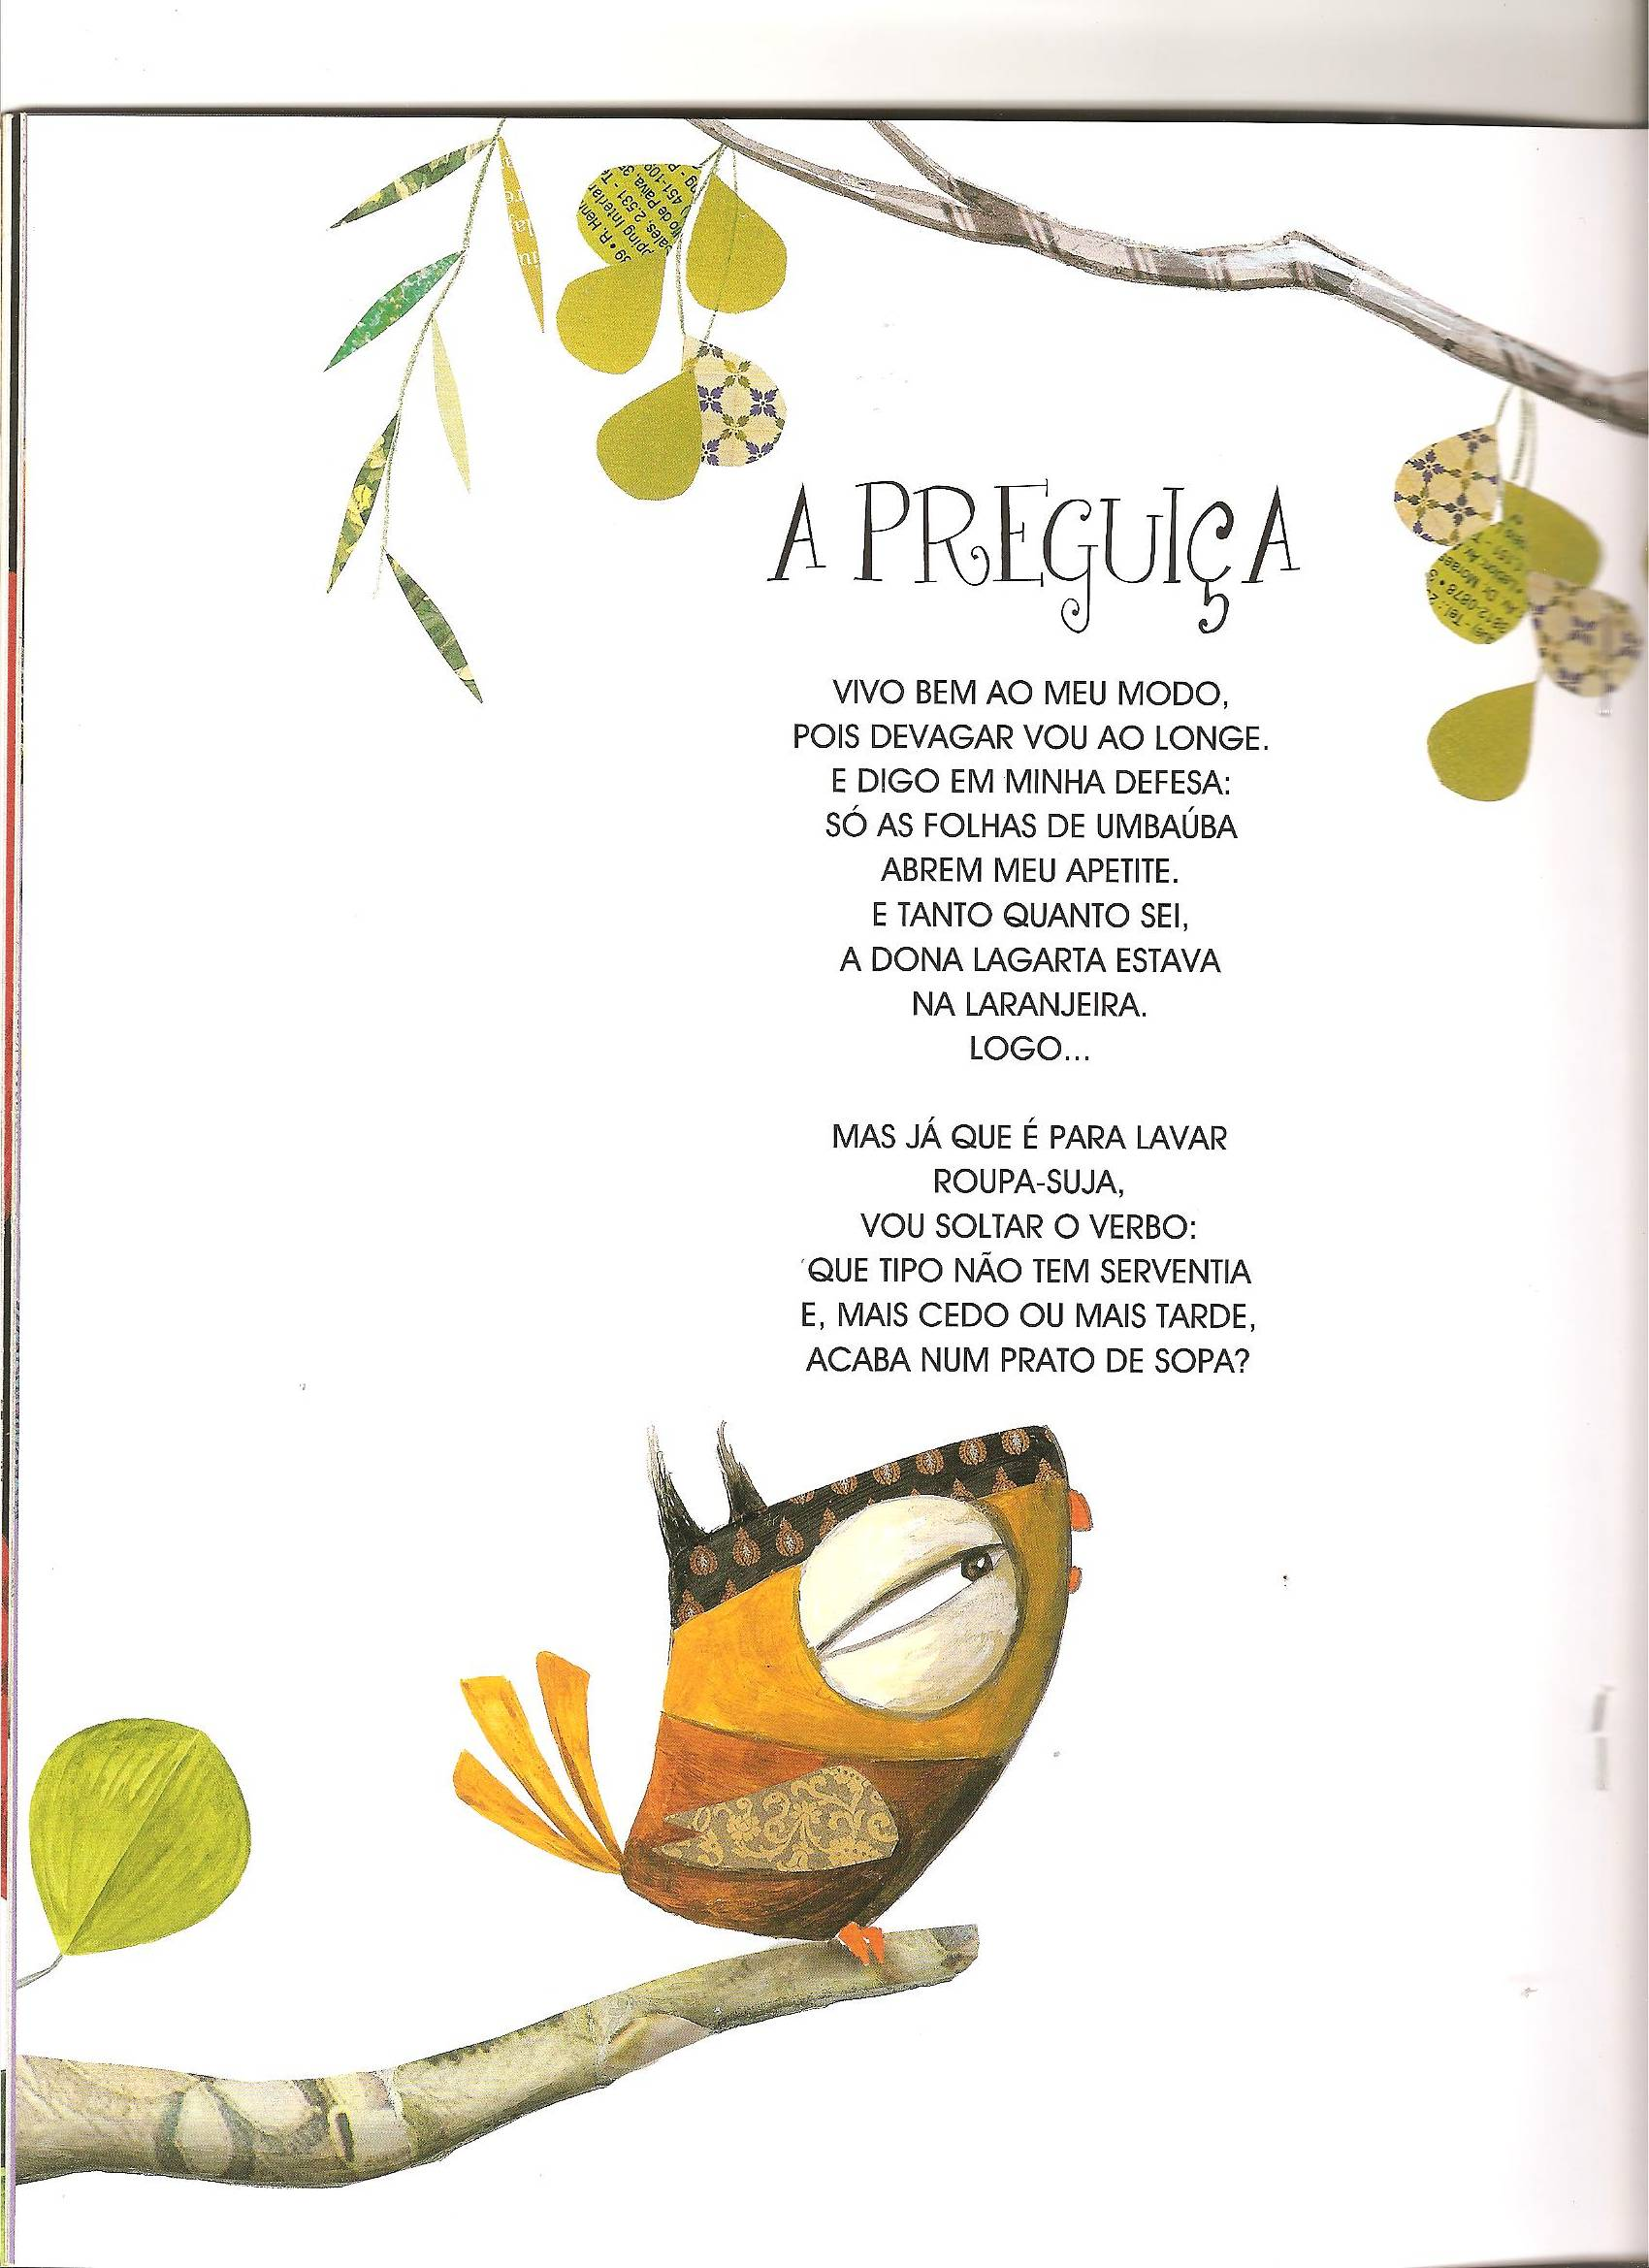 A PREGUIÇA
VIVO BEM AO MEU MODO,
POIS DEVAGAR VOU AO LONGE.
E DIGO EM MINHA DEFESA:
SÓ AS FOLHAS DE UMBAÚBA
ABREM MEU APETITE.
E TANTO QUANTO SEI,
A DONA LAGARTA ESTAVA
NA LARANJEIRA.
LOGO...
MAS JÁ QUE É PARA LAVAR
ROUPA-SUJA,
VOU SOLTAR O VERBO:
QUE TIPO NÃO TEM SERVENTIA
E, MAIS CEDO OU MAIS TARDE,
ACABA NUM PRATO DE SOPA?